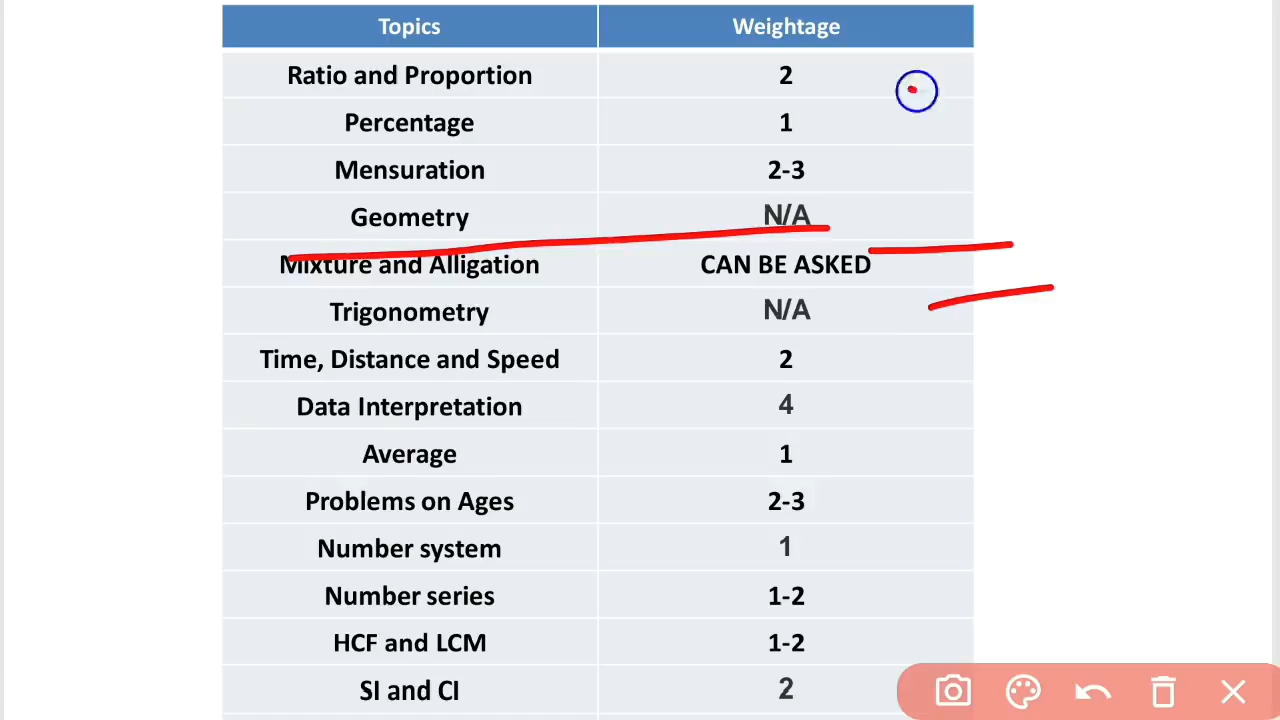 Topics Weightage
Ratio and Proportion 2
Percentage 1
Mensuration 2-3
Geometry N/A
Mixture and Alligation CAN BE ASKED
Trigonometry N/A
Time, Distance and Speed 2
Data Interpretation 4
Average 1
Problems on Ages 2-3
Number system 1
Number series 1-2
HCF and LCM 1-2
SI and CI 2